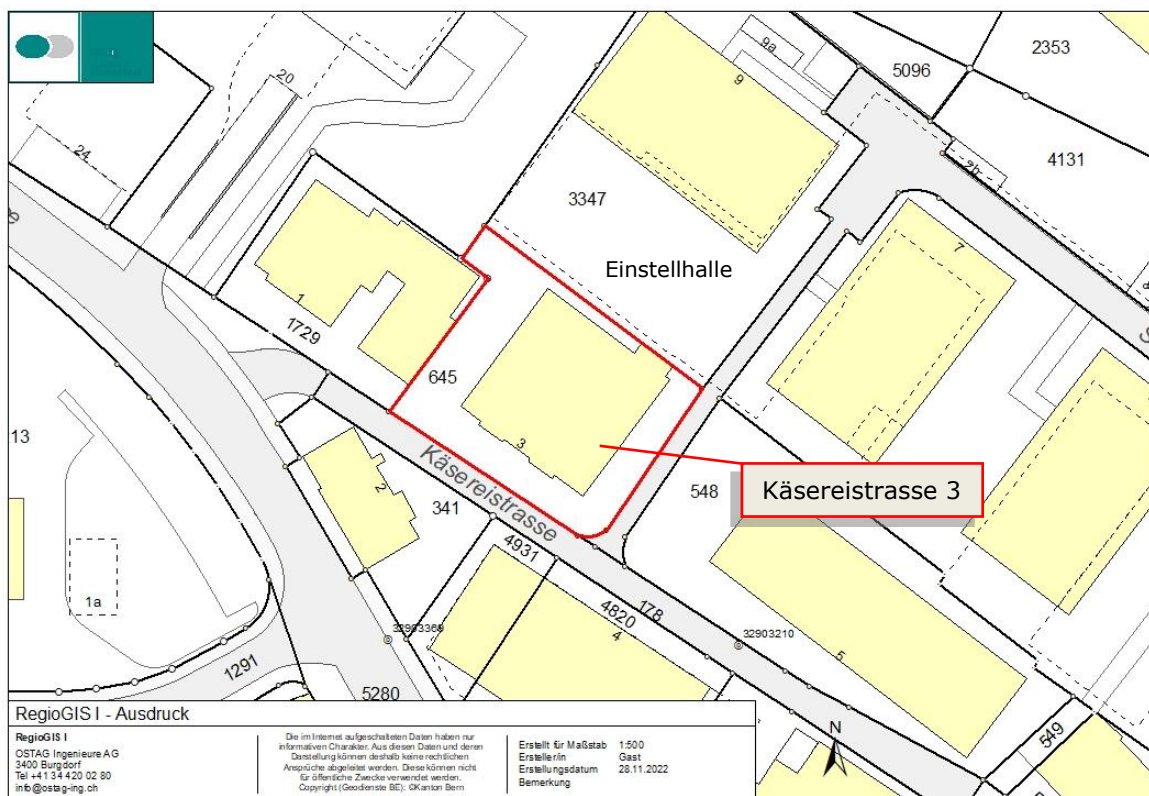 20
24
9a
9
5096
2353
4131
2b
3347
Einstellhalle
7
1
1729
645
3
Käsereistrasse
Käsereistrasse 3
548
13
2
341
4931
4820
4
178
32903210
5
1a
1291
5280
549
N
RegioGIS I - Ausdruck
RegioGIS I
OSTAG Ingenieure AG
3400 Burgdorf
Tel +41 34 420 02 80
info@ostag-ing.ch
Die im Internet aufgeschalteten Daten haben nur
informativen Charakter. Aus diesen Daten und deren
Darstellung können deshalb keine rechtlichen
Ansprüche abgeleitet werden. Diese können nicht
für öffentliche Zwecke verwendet werden.
Copyright (Geodienste BE): ©Kanton Bern
Erstellt für Maßstab 1:500
Ersteller/in Gast
Erstellungsdatum 28.11.2022
Bemerkung